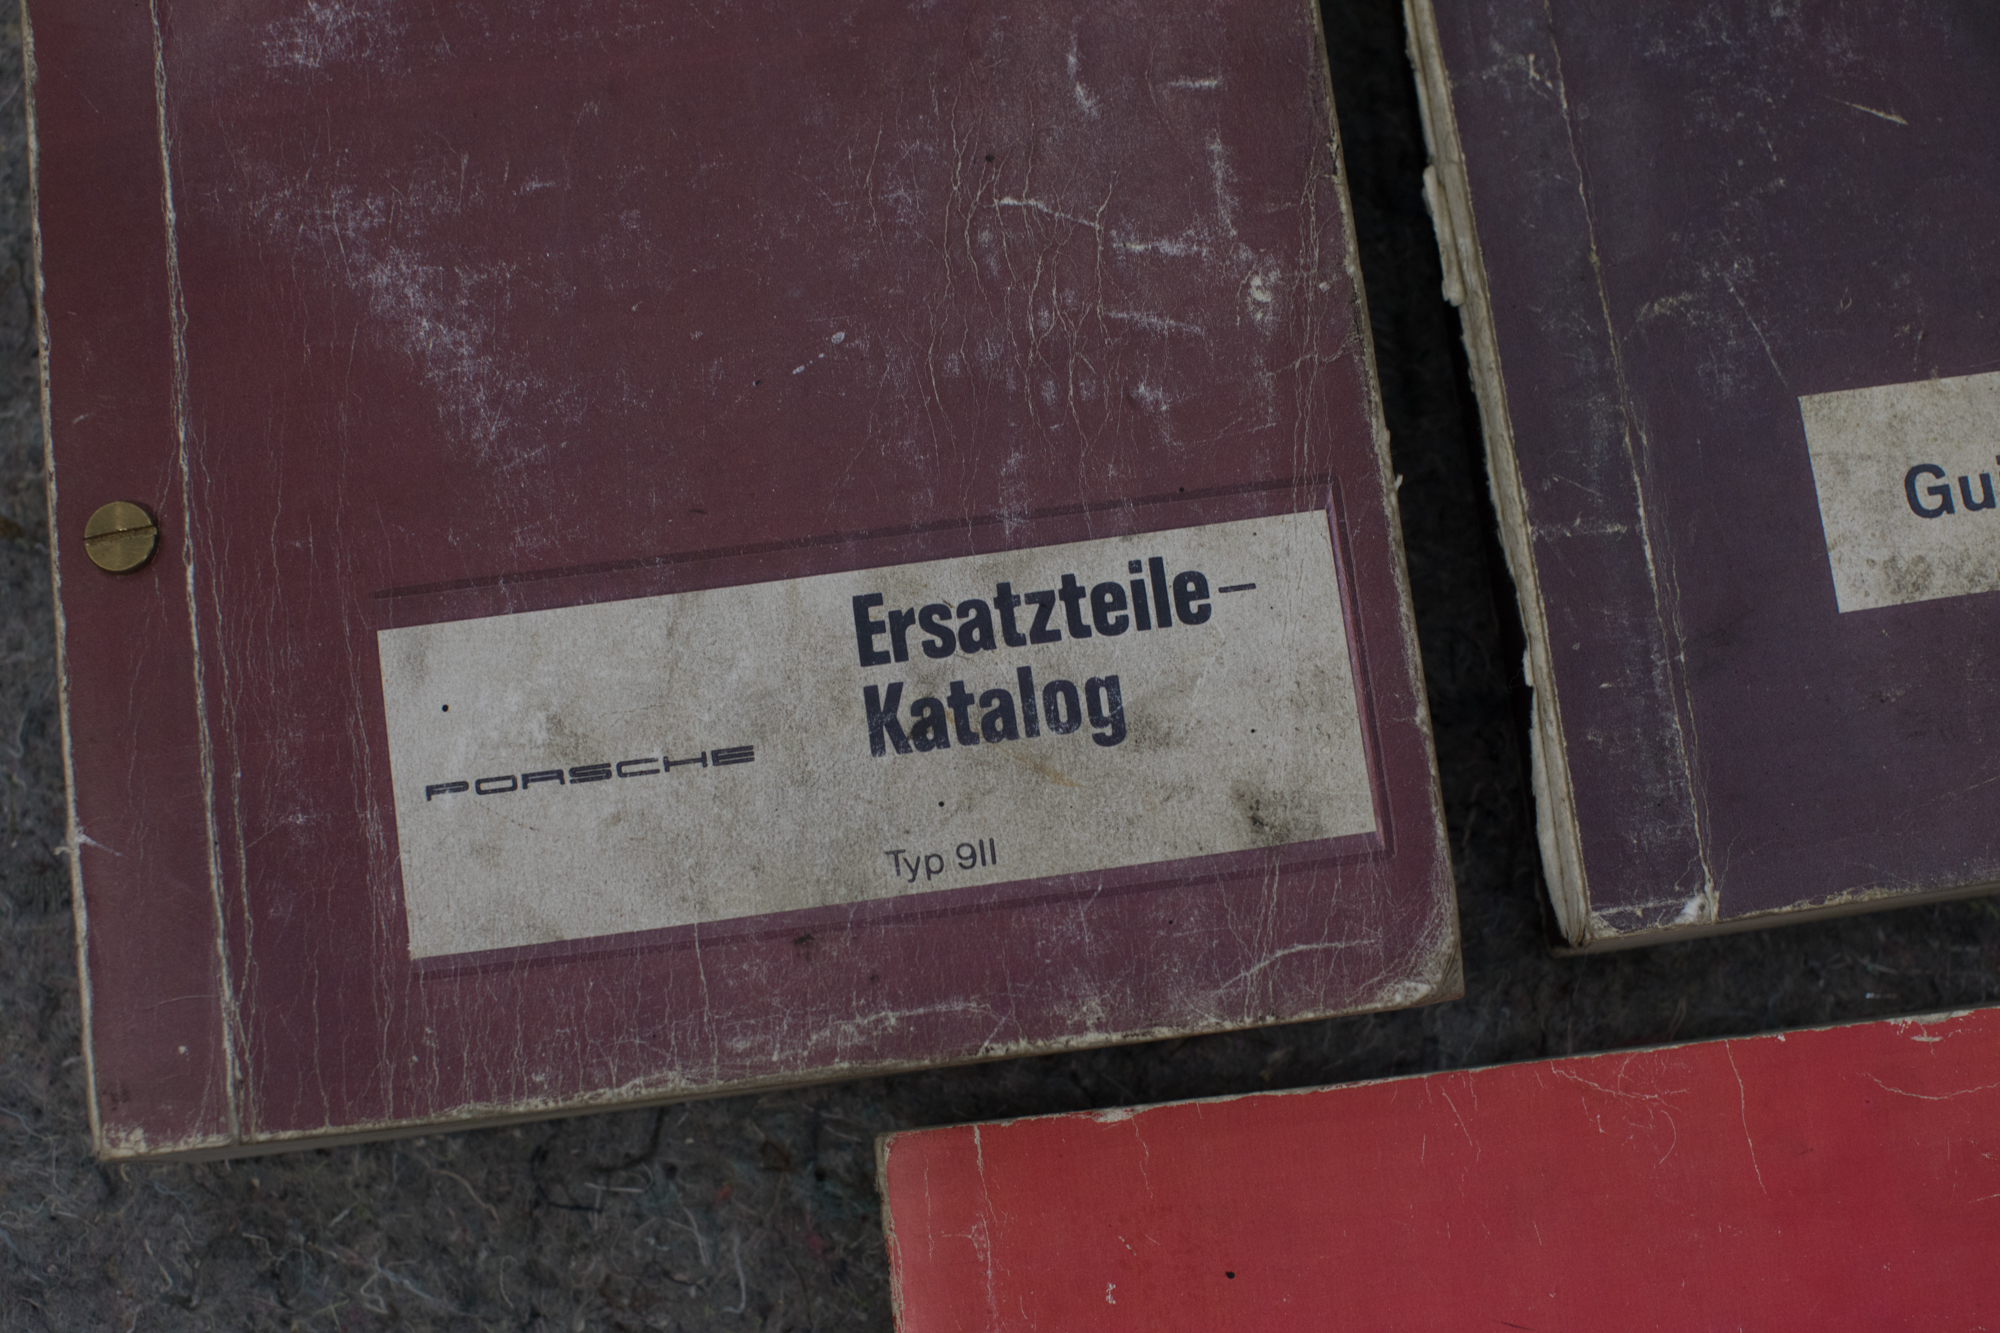 Ersatzteile-
Katalog
PORSCHE
Typ 911